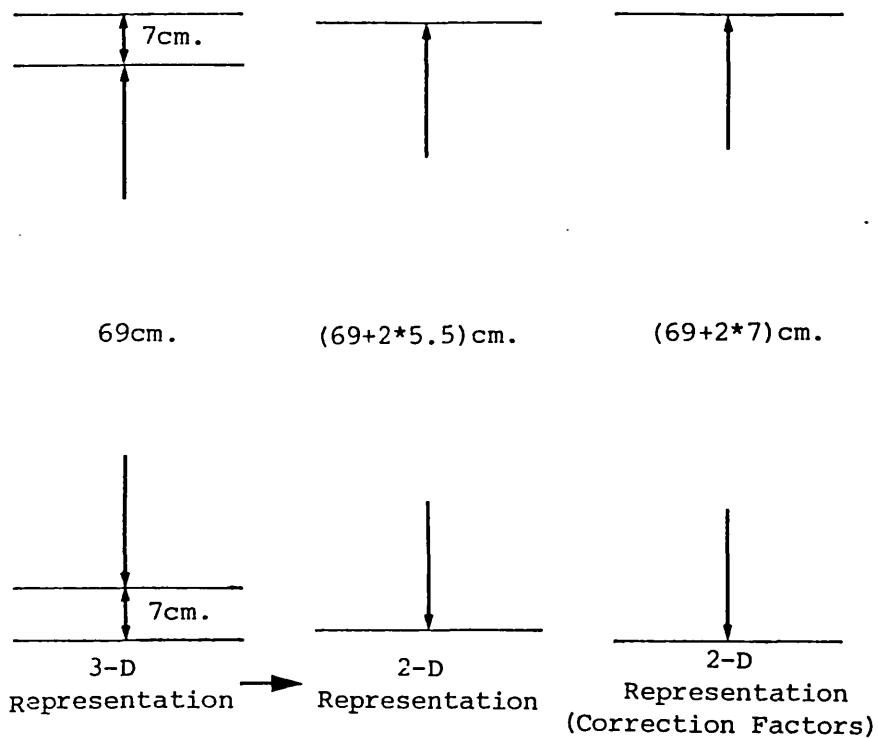 7cm.
69cm.
(69+2*5.5)cm.
(69+2*7)cm.
7cm.
3-D
Representation
2-D
Representation
2-D
Representation
(Correction Factors)